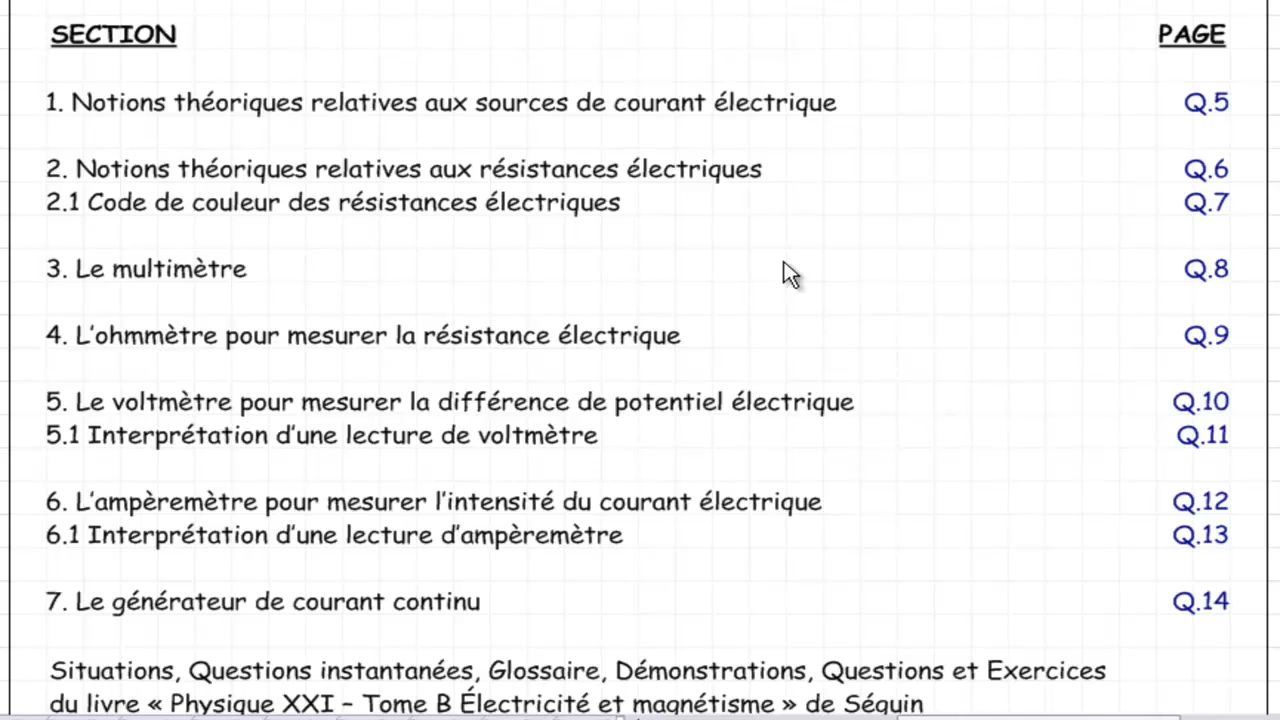 SECTION PAGE
1. Notions théoriques relatives aux sources de courant électrique Q.5
2. Notions théoriques relatives aux résistances électriques Q.6
2.1 Code de couleur des résistances électriques Q.7
3. Le multimètre Q.8
4. L'ohmmètre pour mesurer la résistance électrique Q.9
5. Le voltmètre pour mesurer la différence de potentiel électrique Q.10
5.1 Interprétation d'une lecture de voltmètre Q.11
6. L'ampèremètre pour mesurer l'intensité du courant électrique Q.12
6.1 Interprétation d'une lecture d'ampèremètre Q.13
7. Le générateur de courant continu Q.14
Situations, Questions instantanées, Glossaire, Démonstrations, Questions et Exercices
du livre « Physique XXI – Tome B Électricité et magnétisme » de Séguin